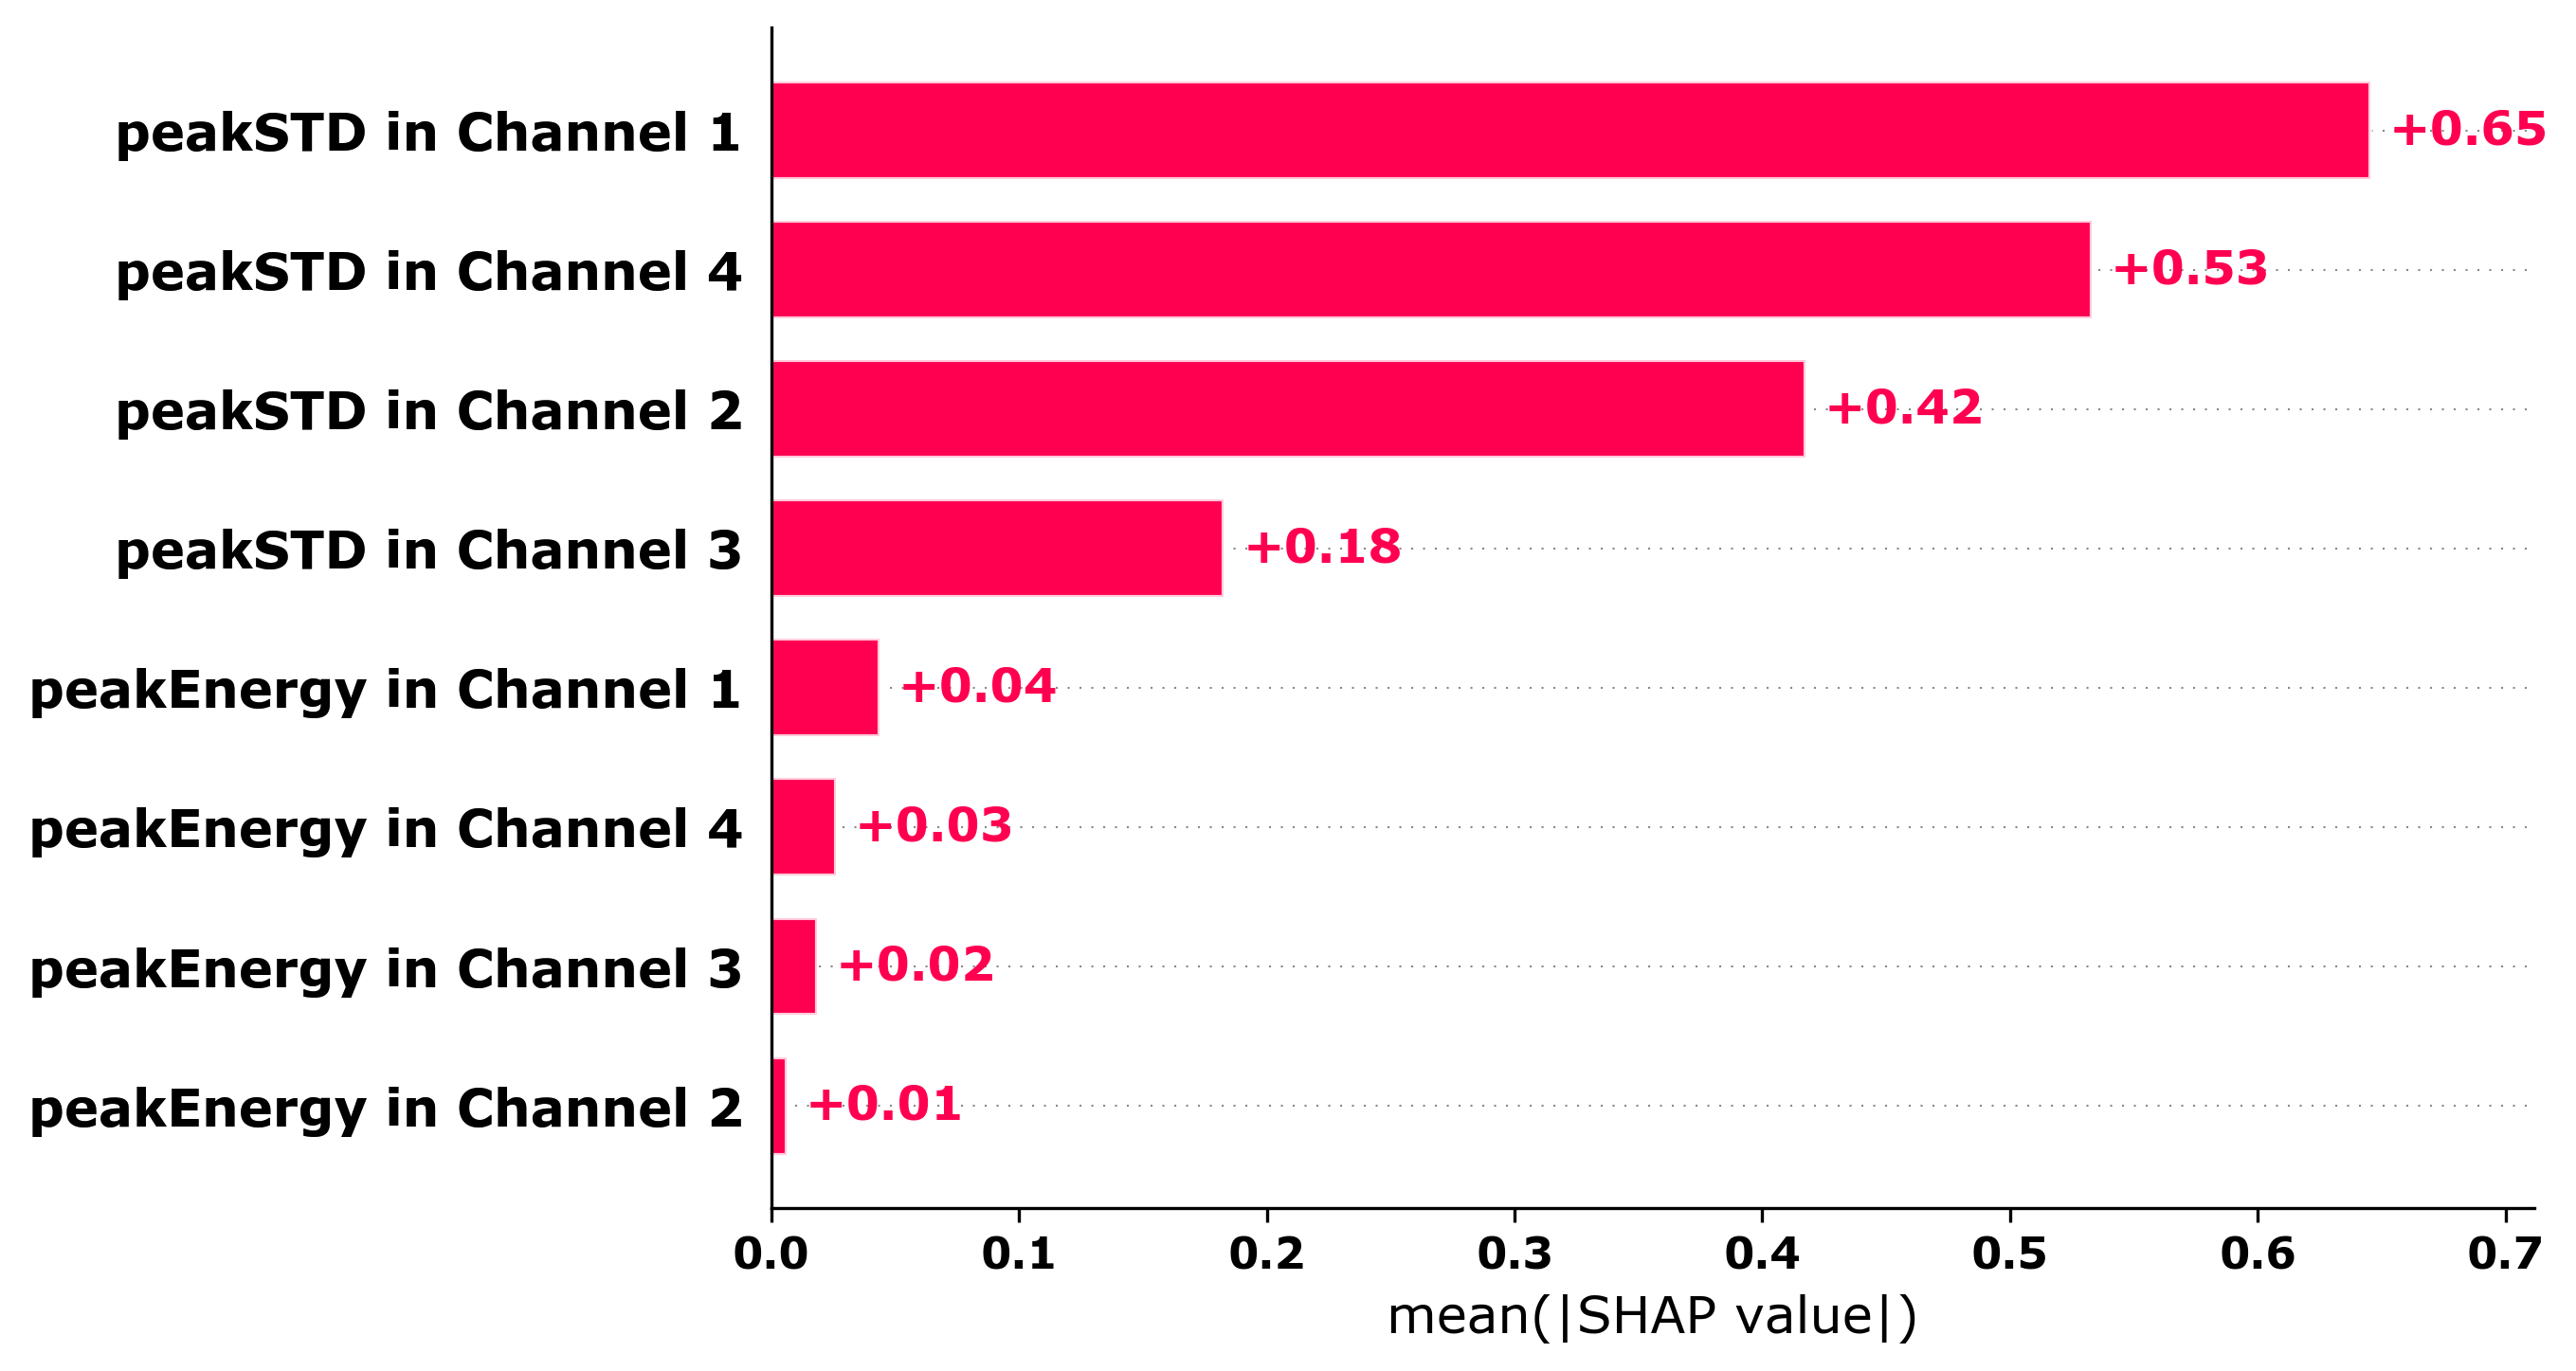 peakSTD in Channel 1 +0.65
peakSTD in Channel 4 +0.53
peakSTD in Channel 2 +0.42
peakSTD in Channel 3 +0.18
peakEnergy in Channel 1 +0.04
peakEnergy in Channel 4 +0.03
peakEnergy in Channel 3 +0.02
peakEnergy in Channel 2 +0.01
0.0 0.1 0.2 0.3 0.4 0.5 0.6 0.7
mean(|SHAP value|)